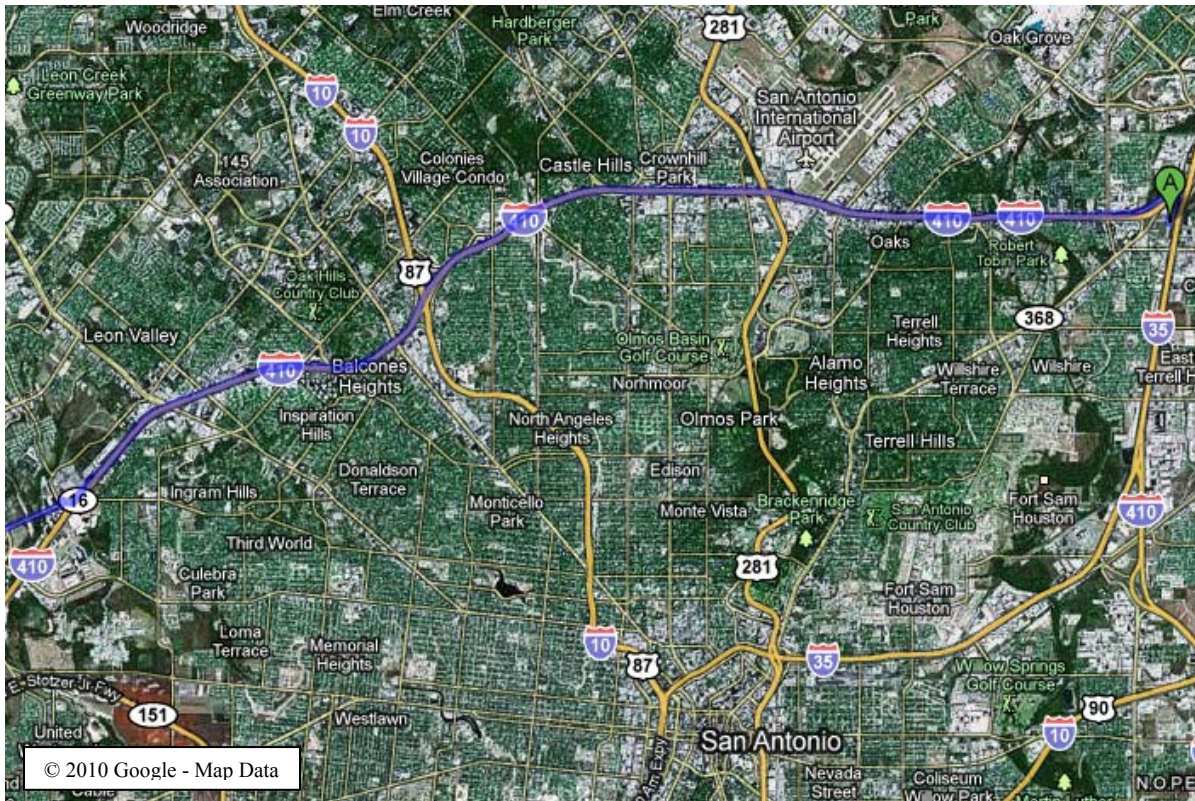 Woodridge
Elm Creek
Hardberger
Park
281
Park
Oak Grove
Leon Creek
Greenway Park
10
10
San Antonio
International
Airport
145
Association
Colonies
Village Condo
Castle Hills
Crownhill
Park
A
410
410
410
Oaks
Robert
Tobin Park
87
Oak Hills
Country Club
368
35
Leon Valley
Terrell
Heights
Olmos Basin
Golf Course
East
Terrell H
410
Balcones
Heights
Alamo
Heights
Wilshire
Terrace
Wilshire
Normoor
Inspiration
Hills
North Angeles
Heights
Olmos Park
Terrell Hills
Donaldson
Terrace
Edison
16
Ingram Hills
Monticello
Park
Monte Vista
Brackenridge
Park
San Antonio
Country Club
Fort Sam
Houston
410
Third World
410
Culebra
Park
281
Fort Sam
Houston
Loma
Terrace
Memorial
Heights
10
87
35
Willow Springs
Golf Course
E-Stotzer-Jr-Fwy
151
90
Westlawn
10
United
San Antonio
Am Expy
Nevada
Street
Coliseum
Willow Park
N.O.P.E
© 2010 Google - Map Data